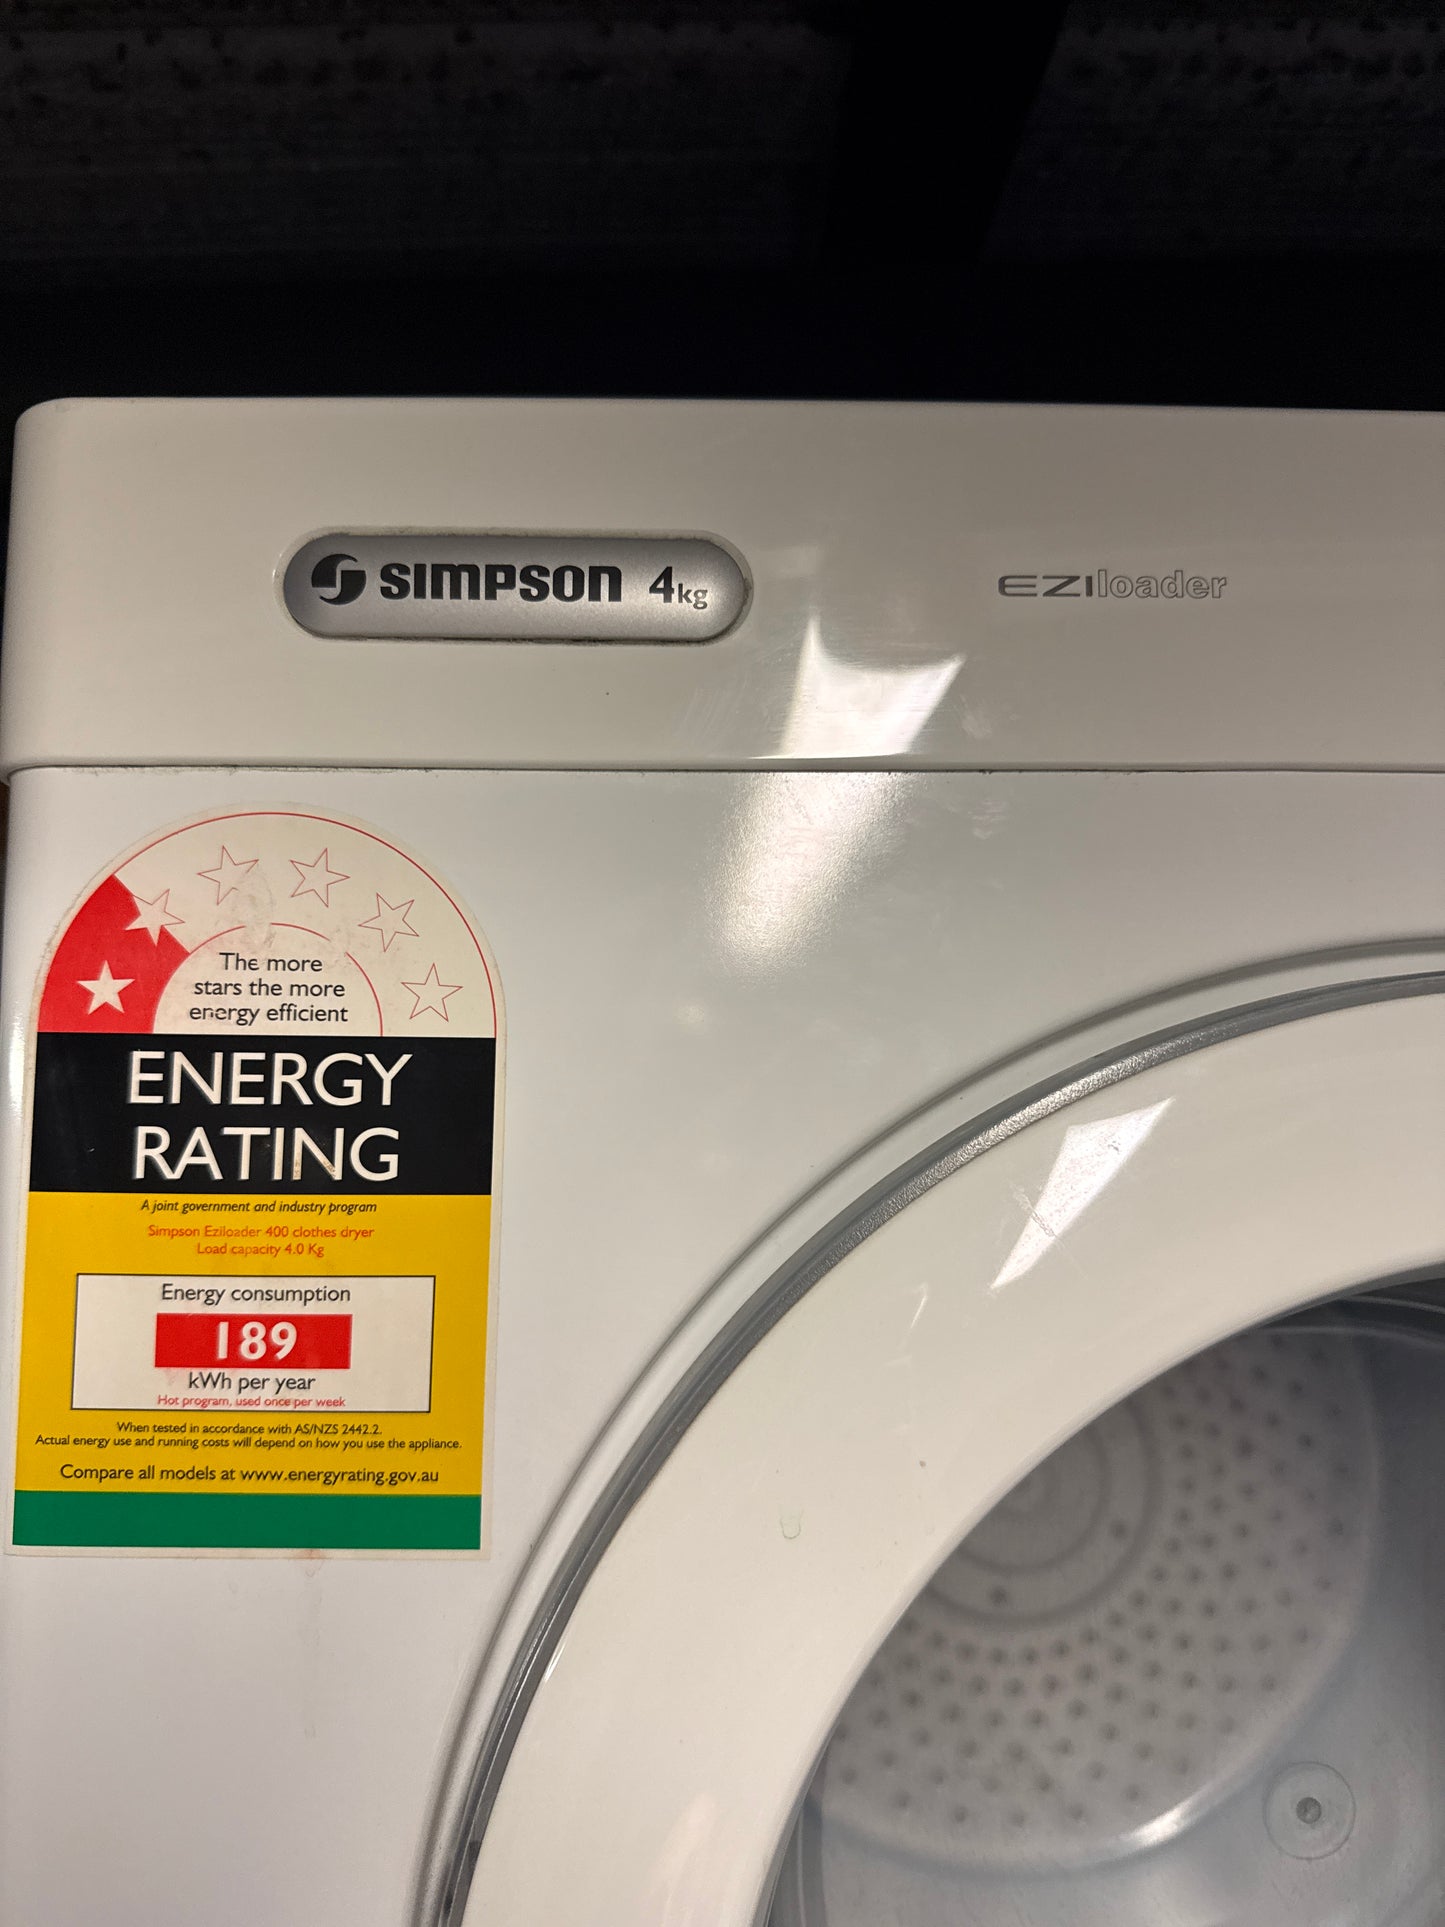 SIMPSON 4kg
EZIloader
The more
stars the more
energy efficient
ENERGY
RATING
A joint government and industry program
Simpson Eziloader 400 clothes dryer
Load capacity 4.0 Kg
Energy consumption
189
kWh per year
Hot program, used once per week
When tested in accordance with AS/NZS 2442.2.
Actual energy use and running costs will depend on how you use the appliance.
Compare all models at www.energyrating.gov.au